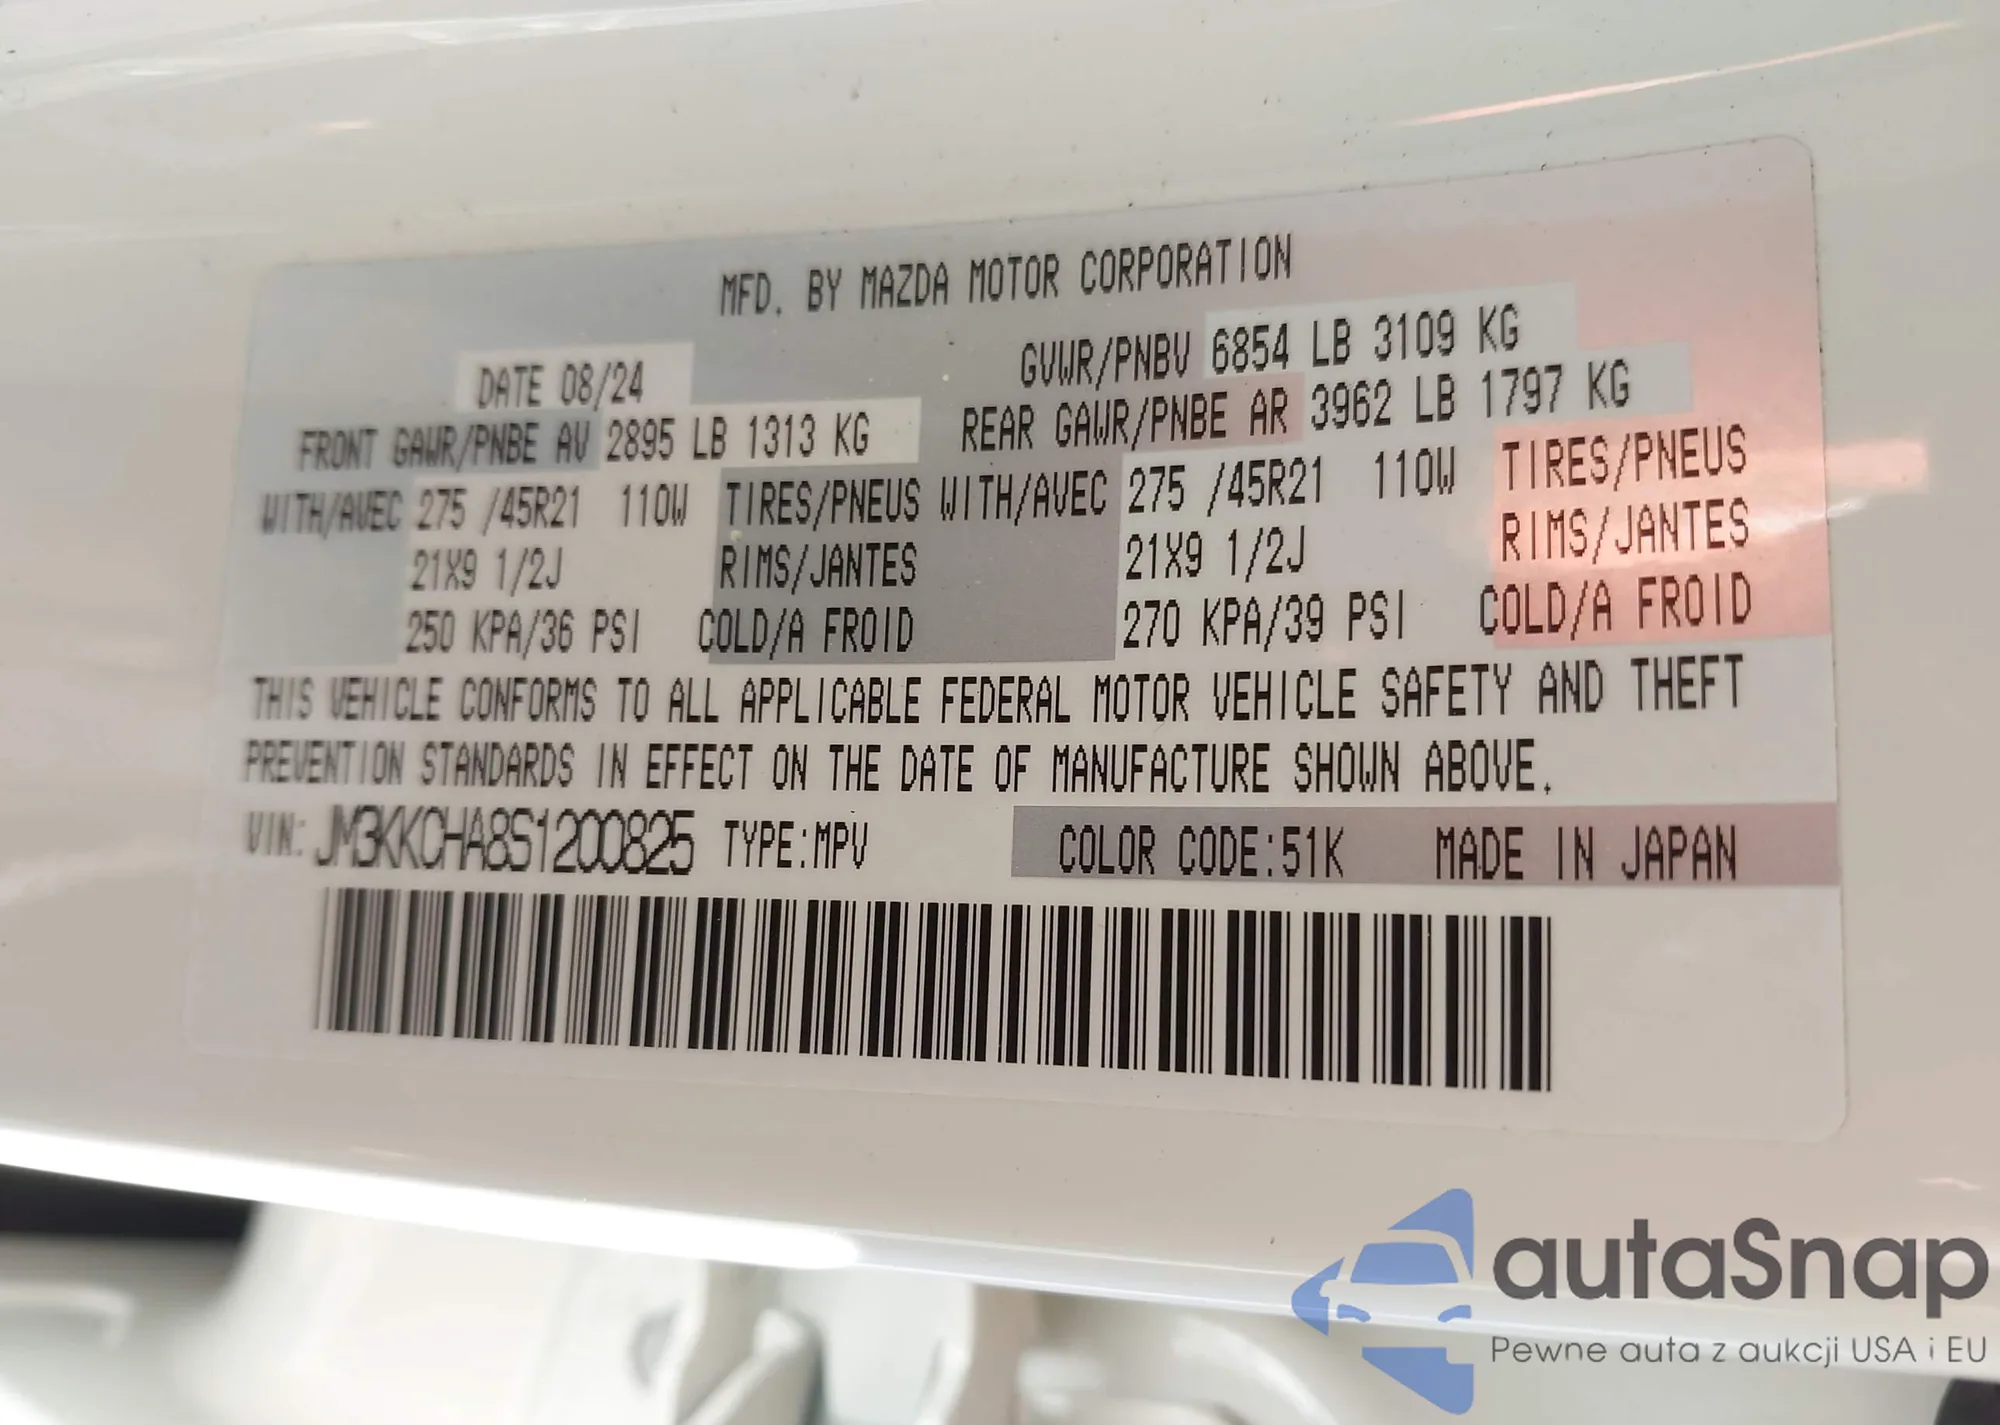 MFD. BY MAZDA MOTOR CORPORATION
DATE 08/24 GVWR/PNBV 6854 LB 3109 KG
FRONT GAWR/PNBE AV 2895 LB 1313 KG REAR GAWR/PNBE AR 3962 LB 1797 KG
WITH/AVEC 275 /45R21 110W TIRES/PNEUS WITH/AVEC 275 /45R21 110W TIRES/PNEUS
21X9 1/2J RIMS/JANTES 21X9 1/2J RIMS/JANTES
250 KPA/36 PSI COLD/A FROID 270 KPA/39 PSI COLD/A FROID
THIS VEHICLE CONFORMS TO ALL APPLICABLE FEDERAL MOTOR VEHICLE SAFETY AND THEFT
PREVENTION STANDARDS IN EFFECT ON THE DATE OF MANUFACTURE SHOWN ABOVE.
VIN: JM3KKCHA8S1200825 TYPE:MPV COLOR CODE:51K MADE IN JAPAN
autaSnap
Pewne auta z aukcji USA i EU